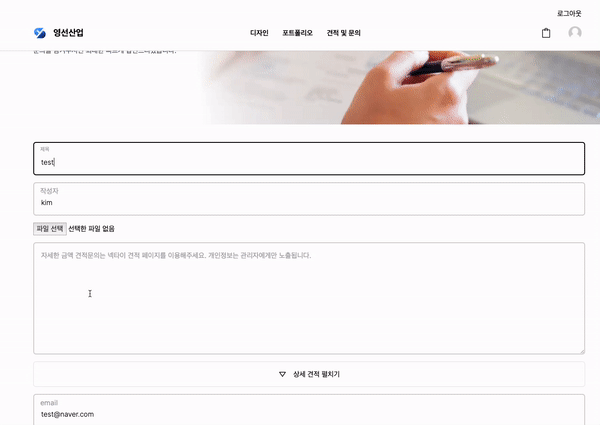 로그아웃
영선산업
디자인 포트폴리오 견적 및 문의
제목
test
작성자
kim
파일 선택 선택한 파일 없음
자세한 금액 견적문의는 넥타이 견적 페이지를 이용해주세요. 개인정보는 관리자에게만 노출됩니다.
상세 견적 펼치기
email
test@naver.com